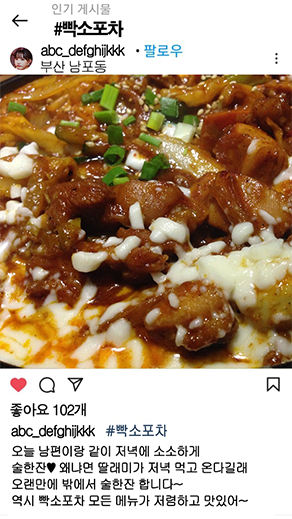 인기 게시물
#빡소포차
abc_defghijkkk • 팔로우
부산 남포동
좋아요 102개
abc_defghijkkk #빡소포차
오늘 남편이랑 같이 저녁에 소소하게
술한잔♥ 왜냐면 딸래미가 저녁 먹고 온다길래
오랜만에 밖에서 술한잔 합니다~
역시 빡소포차 모든 메뉴가 저령하고 맛있어~